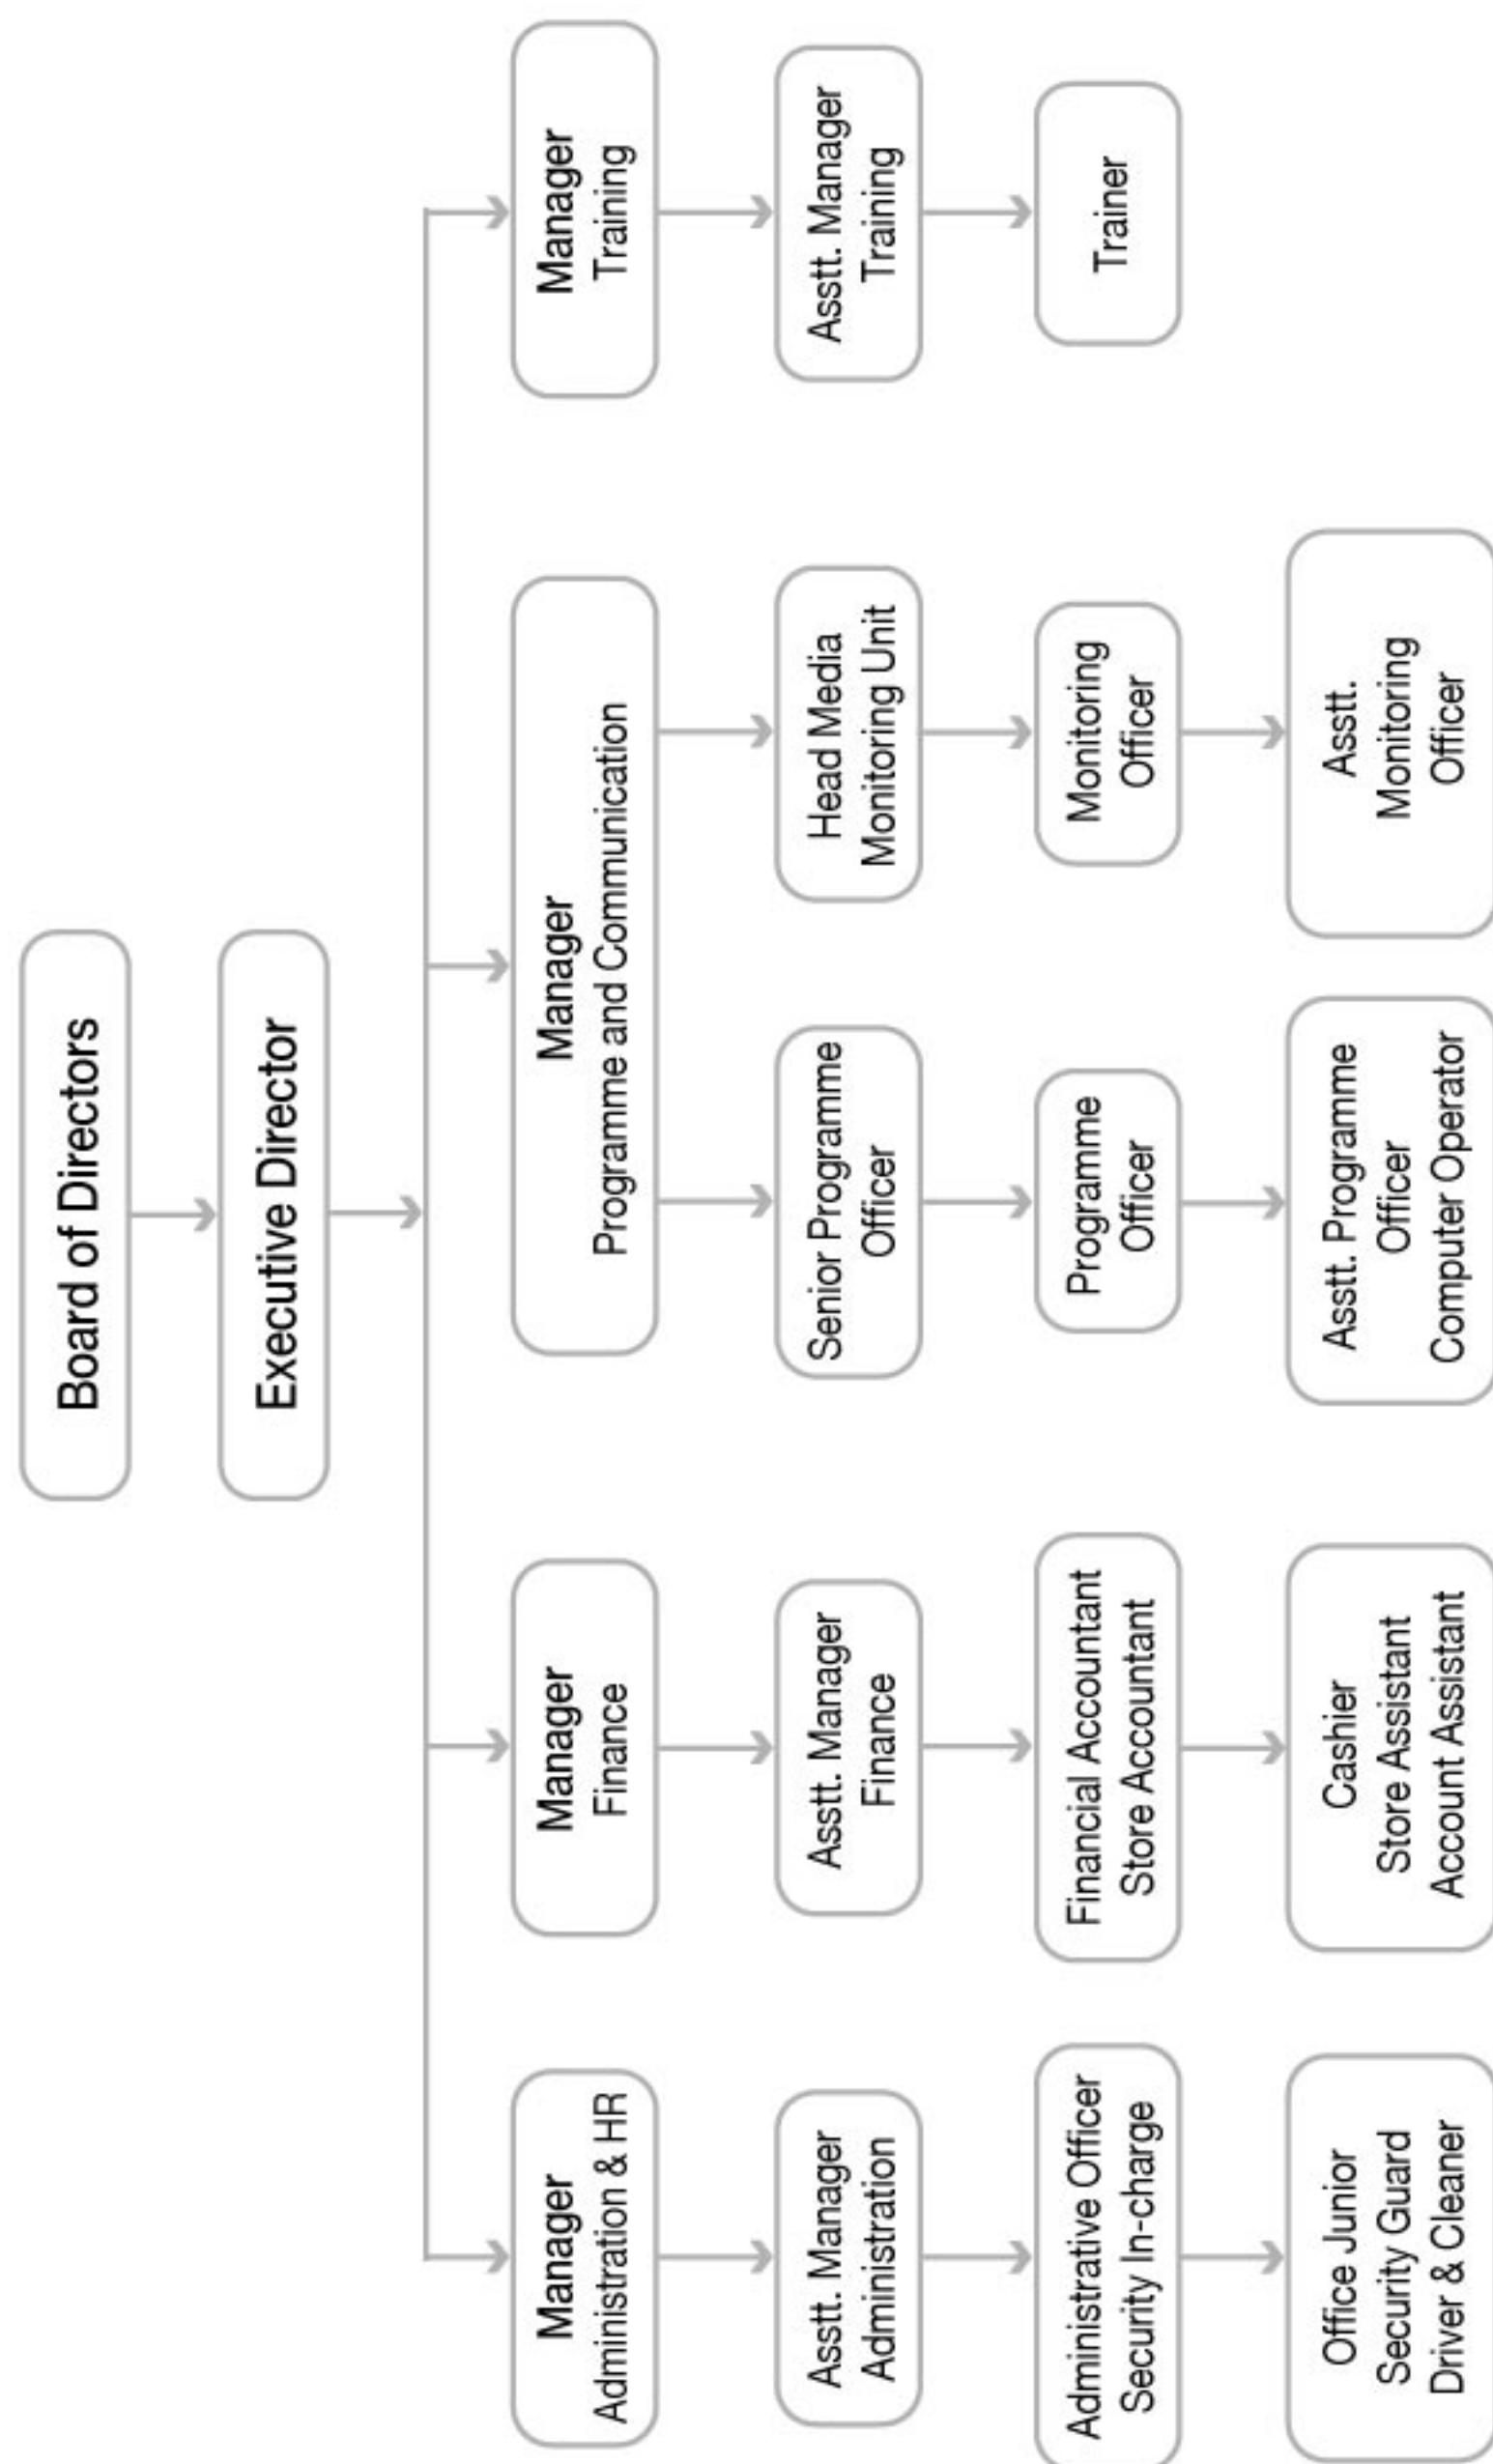 Board of Directors
Executive Director
Manager
Administration & HR
Manager
Finance
Manager
Programme and Communication
Manager
Training
Asstt. Manager
Administration
Asstt. Manager
Finance
Senior Programme
Officer
Head Media
Monitoring Unit
Asstt. Manager
Training
Administrative Officer
Security In-charge
Financial Accountant
Store Accountant
Programme
Officer
Monitoring
Officer
Trainer
Office Junior
Security Guard
Driver & Cleaner
Cashier
Store Assistant
Account Assistant
Asstt. Programme
Officer
Computer Operator
Asstt.
Monitoring
Officer